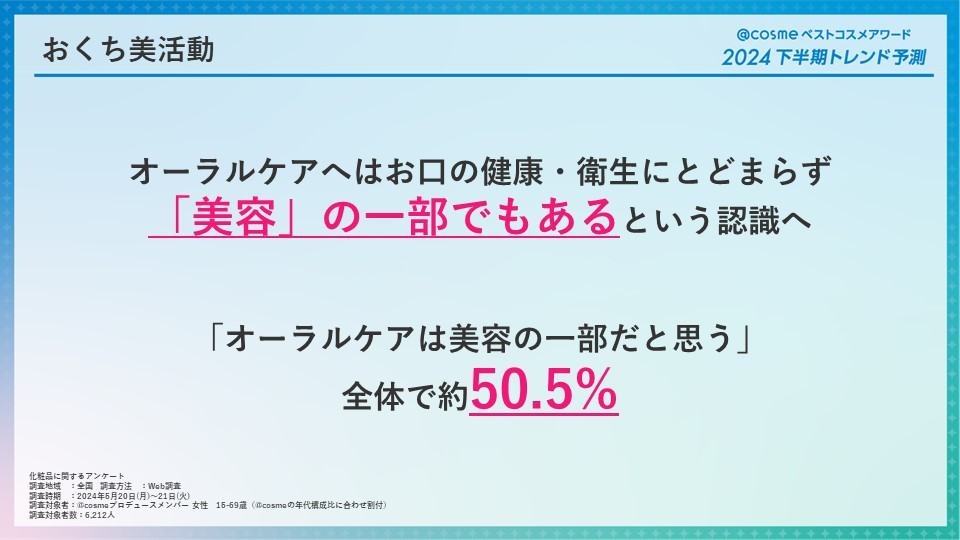 おくち美活動
@cosme ベストコスメアワード
2024 下半期トレンド予測
オーラルケアへはお口の健康・衛生にとどまらず
「美容」の一部でもあるという認識へ
「オーラルケアは美容の一部だと思う」
全体で約50.5%
化粧品に関するアンケート
調査地域　：全国　調査方法　：Web調査
調査時期　：2024年5月20日(月)～21日(火)
調査対象者：@cosmeプロデュースメンバー 女性　15-69歳（@cosmeの年代構成比に合わせ割付）
調査対象者数：6,212人